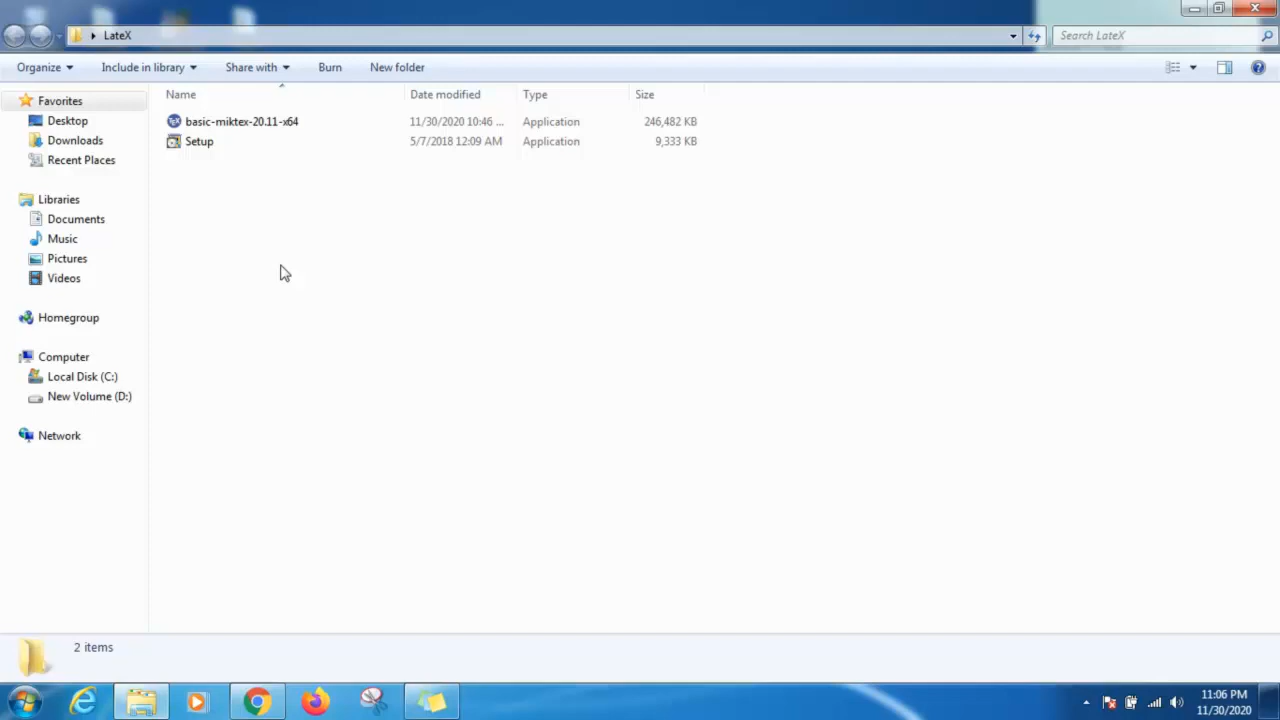 LateX
Search LateX
Organize Include in library Share with Burn New folder
Name Date modified Type Size
basic-miktex-20.11-x64 11/30/2020 10:46 ... Application 246,482 KB
Setup 5/7/2018 12:09 AM Application 9,333 KB
Favorites
Desktop
Downloads
Recent Places
Libraries
Documents
Music
Pictures
Videos
Homegroup
Computer
Local Disk (C:)
New Volume (D:)
Network
2 items
11:06 PM
11/30/2020